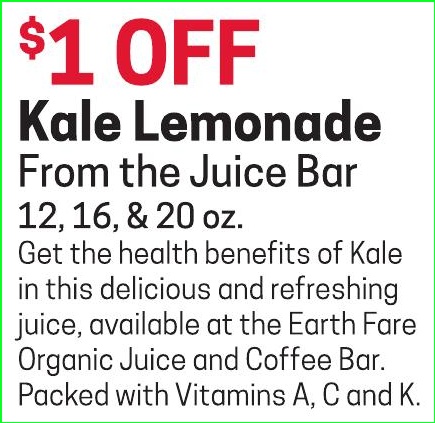 $1 OFF
Kale Lemonade
From the Juice Bar
12, 16, & 20 oz.
Get the health benefits of Kale
in this delicious and refreshing
juice, available at the Earth Fare
Organic Juice and Coffee Bar.
Packed with Vitamins A, C and K.